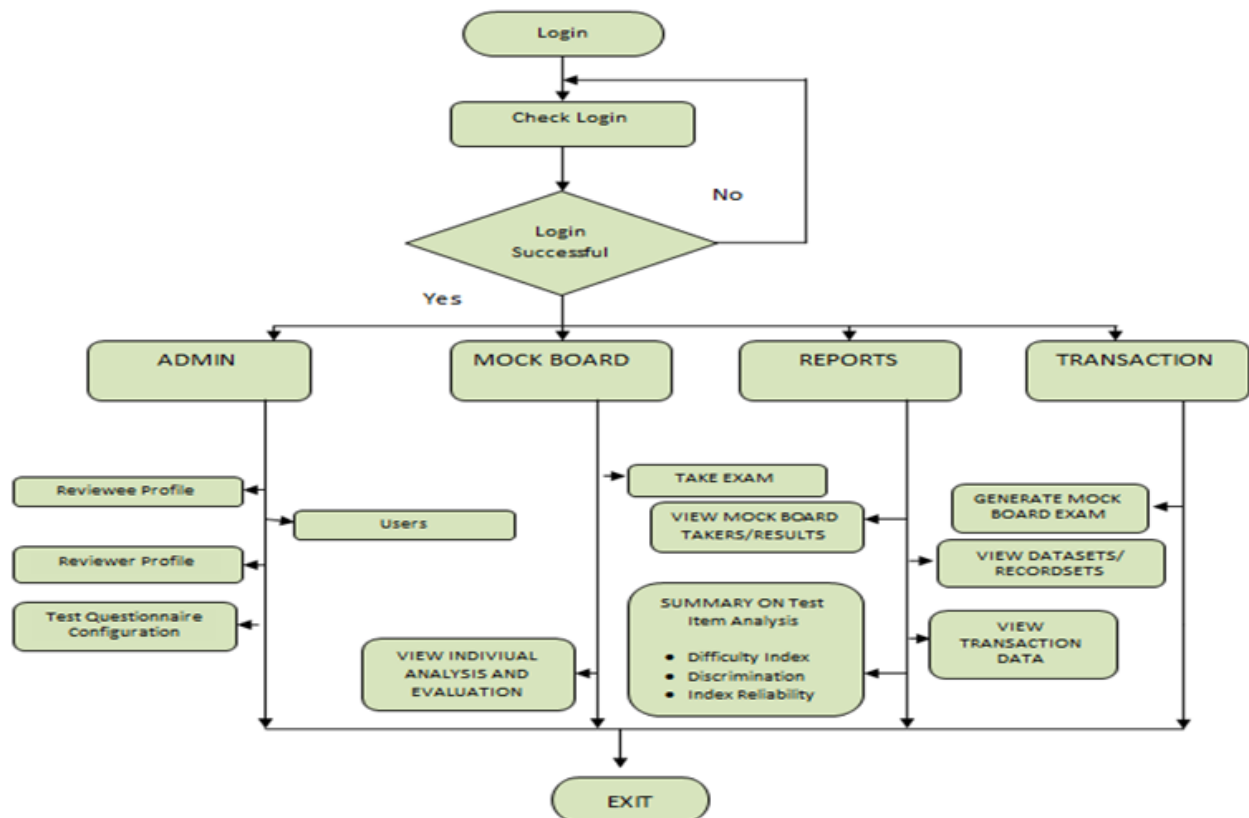 Login
Check Login
No
Login
Successful
Yes
ADMIN
MOCK BOARD
REPORTS
TRANSACTION
Reviewee Profile
Users
Reviewer Profile
Test Questionnaire
Configuration
TAKE EXAM
VIEW INDIVIUAL
ANALYSIS AND
EVALUATION
VIEW MOCK BOARD
TAKERS/RESULTS
SUMMARY ON Test
Item Analysis
• Difficulty Index
• Discrimination
• Index Reliability
GENERATE MOCK
BOARD EXAM
VIEW DATASETS/
RECORDSETS
VIEW
TRANSACTION
DATA
EXIT